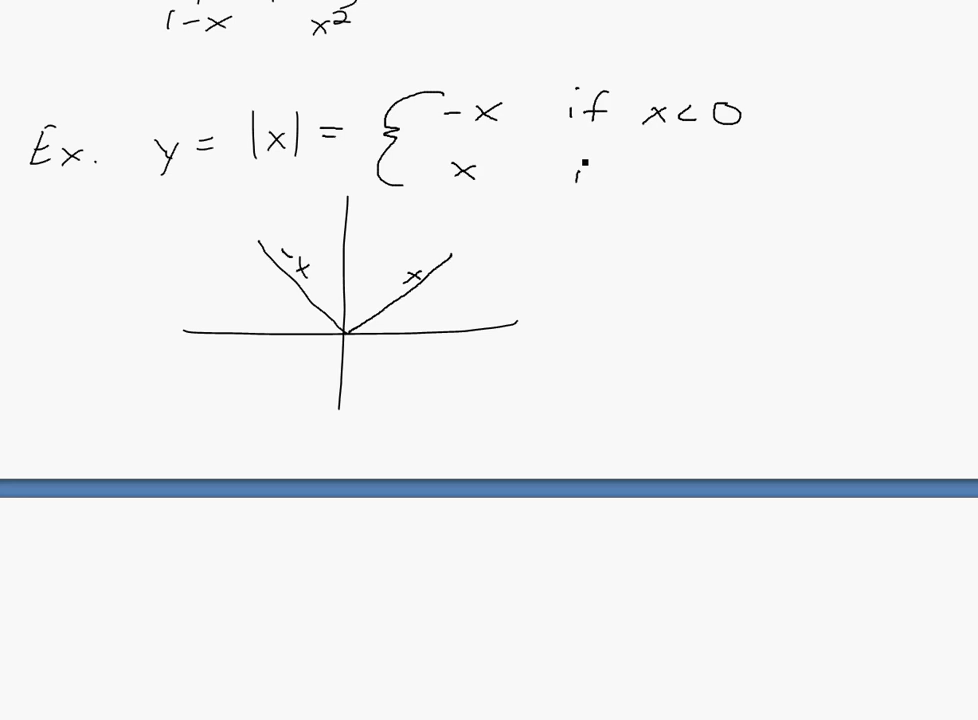 1-x x²
Ex. y = |x| = { -x if x<0
x i
-x x